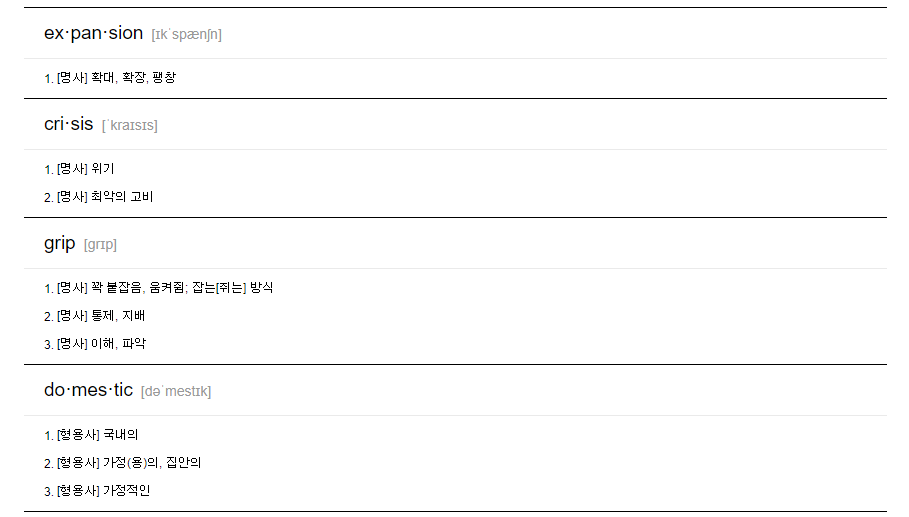 ex·pan·sion [ɪkˈspænʃn]
1. [명사] 확대, 확장, 팽창
cri·sis [ˈkraɪsɪs]
1. [명사] 위기
2. [명사] 최악의 고비
grip [ɡrɪp]
1. [명사] 꽉 붙잡음, 움켜쥠; 잡는[쥐는] 방식
2. [명사] 통제, 지배
3. [명사] 이해, 파악
do·mes·tic [dəˈmestɪk]
1. [형용사] 국내의
2. [형용사] 가정(용)의, 집안의
3. [형용사] 가정적인